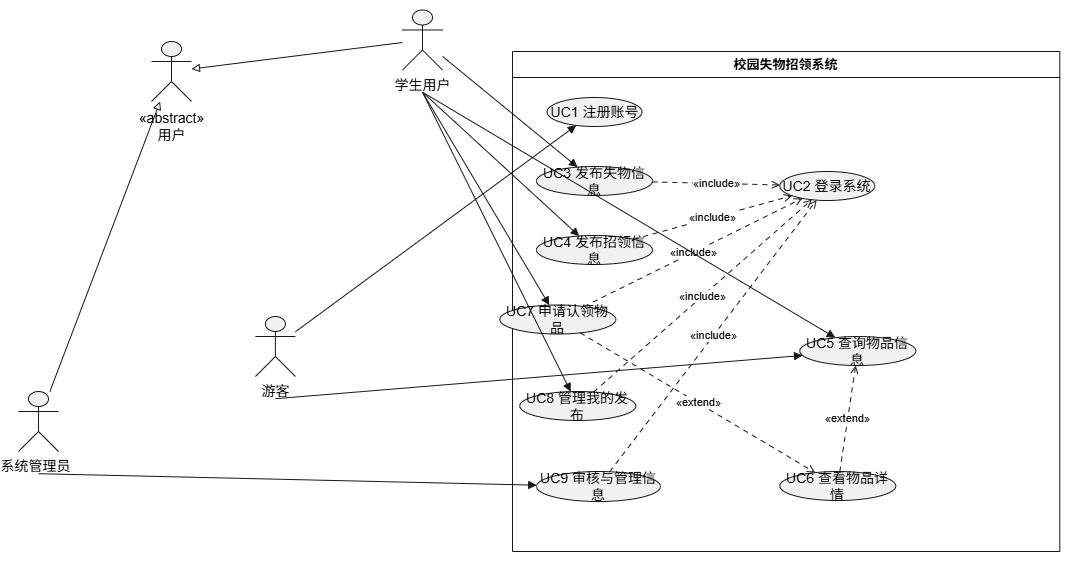 学生用户
校园失物招领系统
«abstract»
用户
UC1 注册账号
UC3 发布失物信
息
«include»
UC2 登录系统
«include»
UC4 发布招领信
息
«include»
«include»
UC7 申请认领物
品
«include»
UC5 查询物品信
息
游客
UC8 管理我的发
布
«extend»
«extend»
系统管理员
UC9 审核与管理信
息
UC6 查看物品详
情